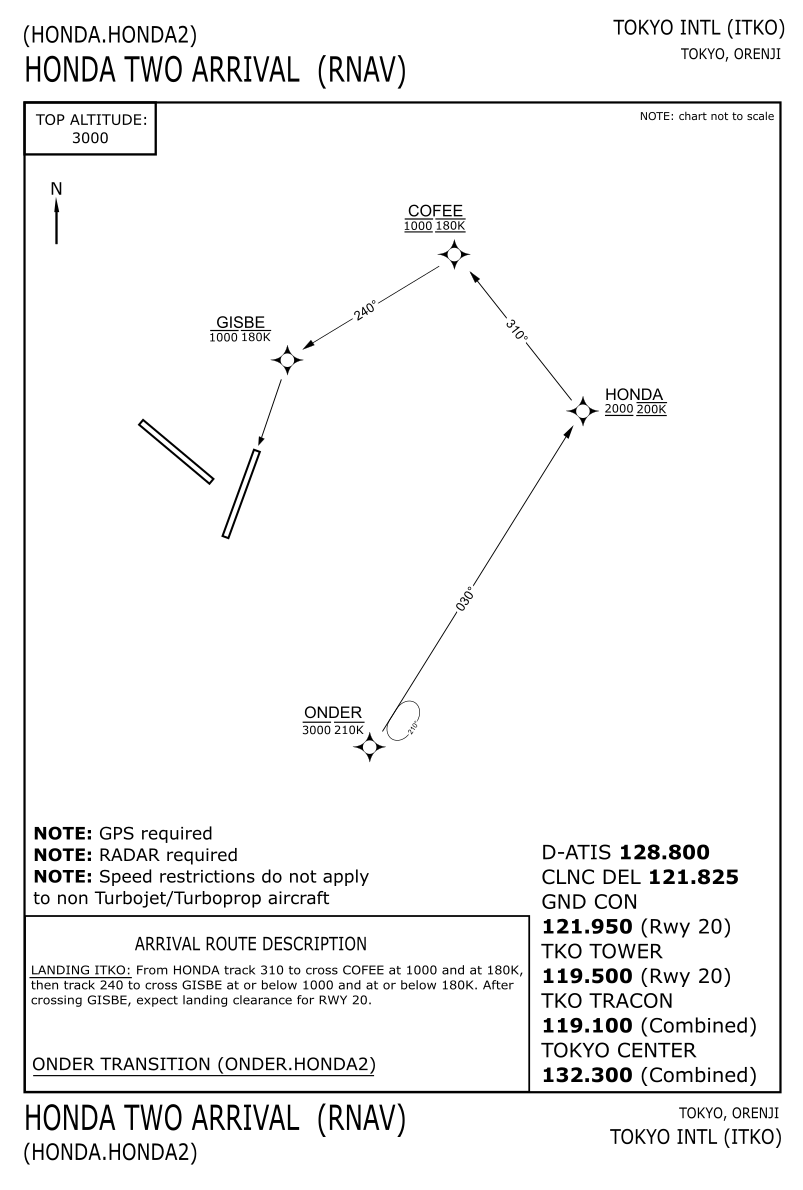 (HONDA.HONDA2)
HONDA TWO ARRIVAL (RNAV)
TOKYO INTL (ITKO)
TOKYO, ORENJI
TOP ALTITUDE:
3000
NOTE: chart not to scale
N
COFEE
1000 180K
240°
310°
GISBE
1000 180K
HONDA
2000 200K
030°
ONDER
3000 210K
210°
NOTE: GPS required
NOTE: RADAR required
NOTE: Speed restrictions do not apply
to non Turbojet/Turboprop aircraft
ARRIVAL ROUTE DESCRIPTION
LANDING ITKO: From HONDA track 310 to cross COFEE at 1000 and at 180K,
then track 240 to cross GISBE at or below 1000 and at or below 180K. After
crossing GISBE, expect landing clearance for RWY 20.
ONDER TRANSITION (ONDER.HONDA2)
D-ATIS 128.800
CLNC DEL 121.825
GND CON
121.950 (Rwy 20)
TKO TOWER
119.500 (Rwy 20)
TKO TRACON
119.100 (Combined)
TOKYO CENTER
132.300 (Combined)
HONDA TWO ARRIVAL (RNAV)
(HONDA.HONDA2)
TOKYO, ORENJI
TOKYO INTL (ITKO)